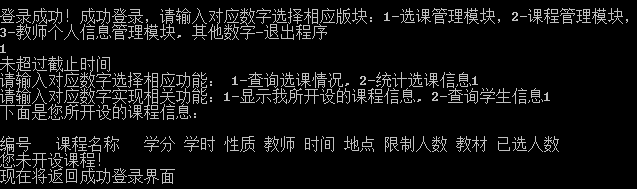 登录成功！成功登录，请输入对应数字选择相应版块：1-选课管理模块，2-课程管理模块，
3-教师个人信息管理模块，其他数字-退出程序
1
未超过截止时间
请输入对应数字选择相应功能： 1-查询选课情况，2-统计选课信息1
请输入对应数字实现相关功能：1-显示我所开设的课程信息，2-查询学生信息1
下面是您所开设的课程信息：
编号 课程名称 学分 学时 性质 教师 时间 地点 限制人数 教材 已选人数
您未开设课程！
现在将返回成功登录界面